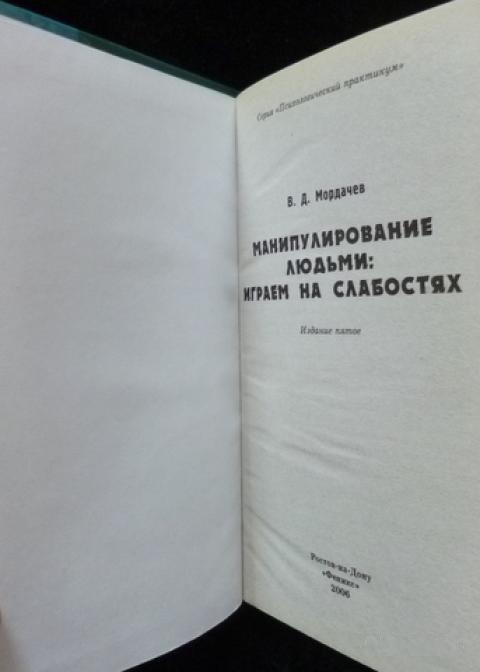 Серия «Психологический практикум»
В. Д. Мордачев
МАНИПУЛИРОВАНИЕ
ЛЮДЬМИ:
ИГРАЕМ НА СЛАБОСТЯХ
Издание пятое
Ростов-на-Дону
«Феникс»
2006